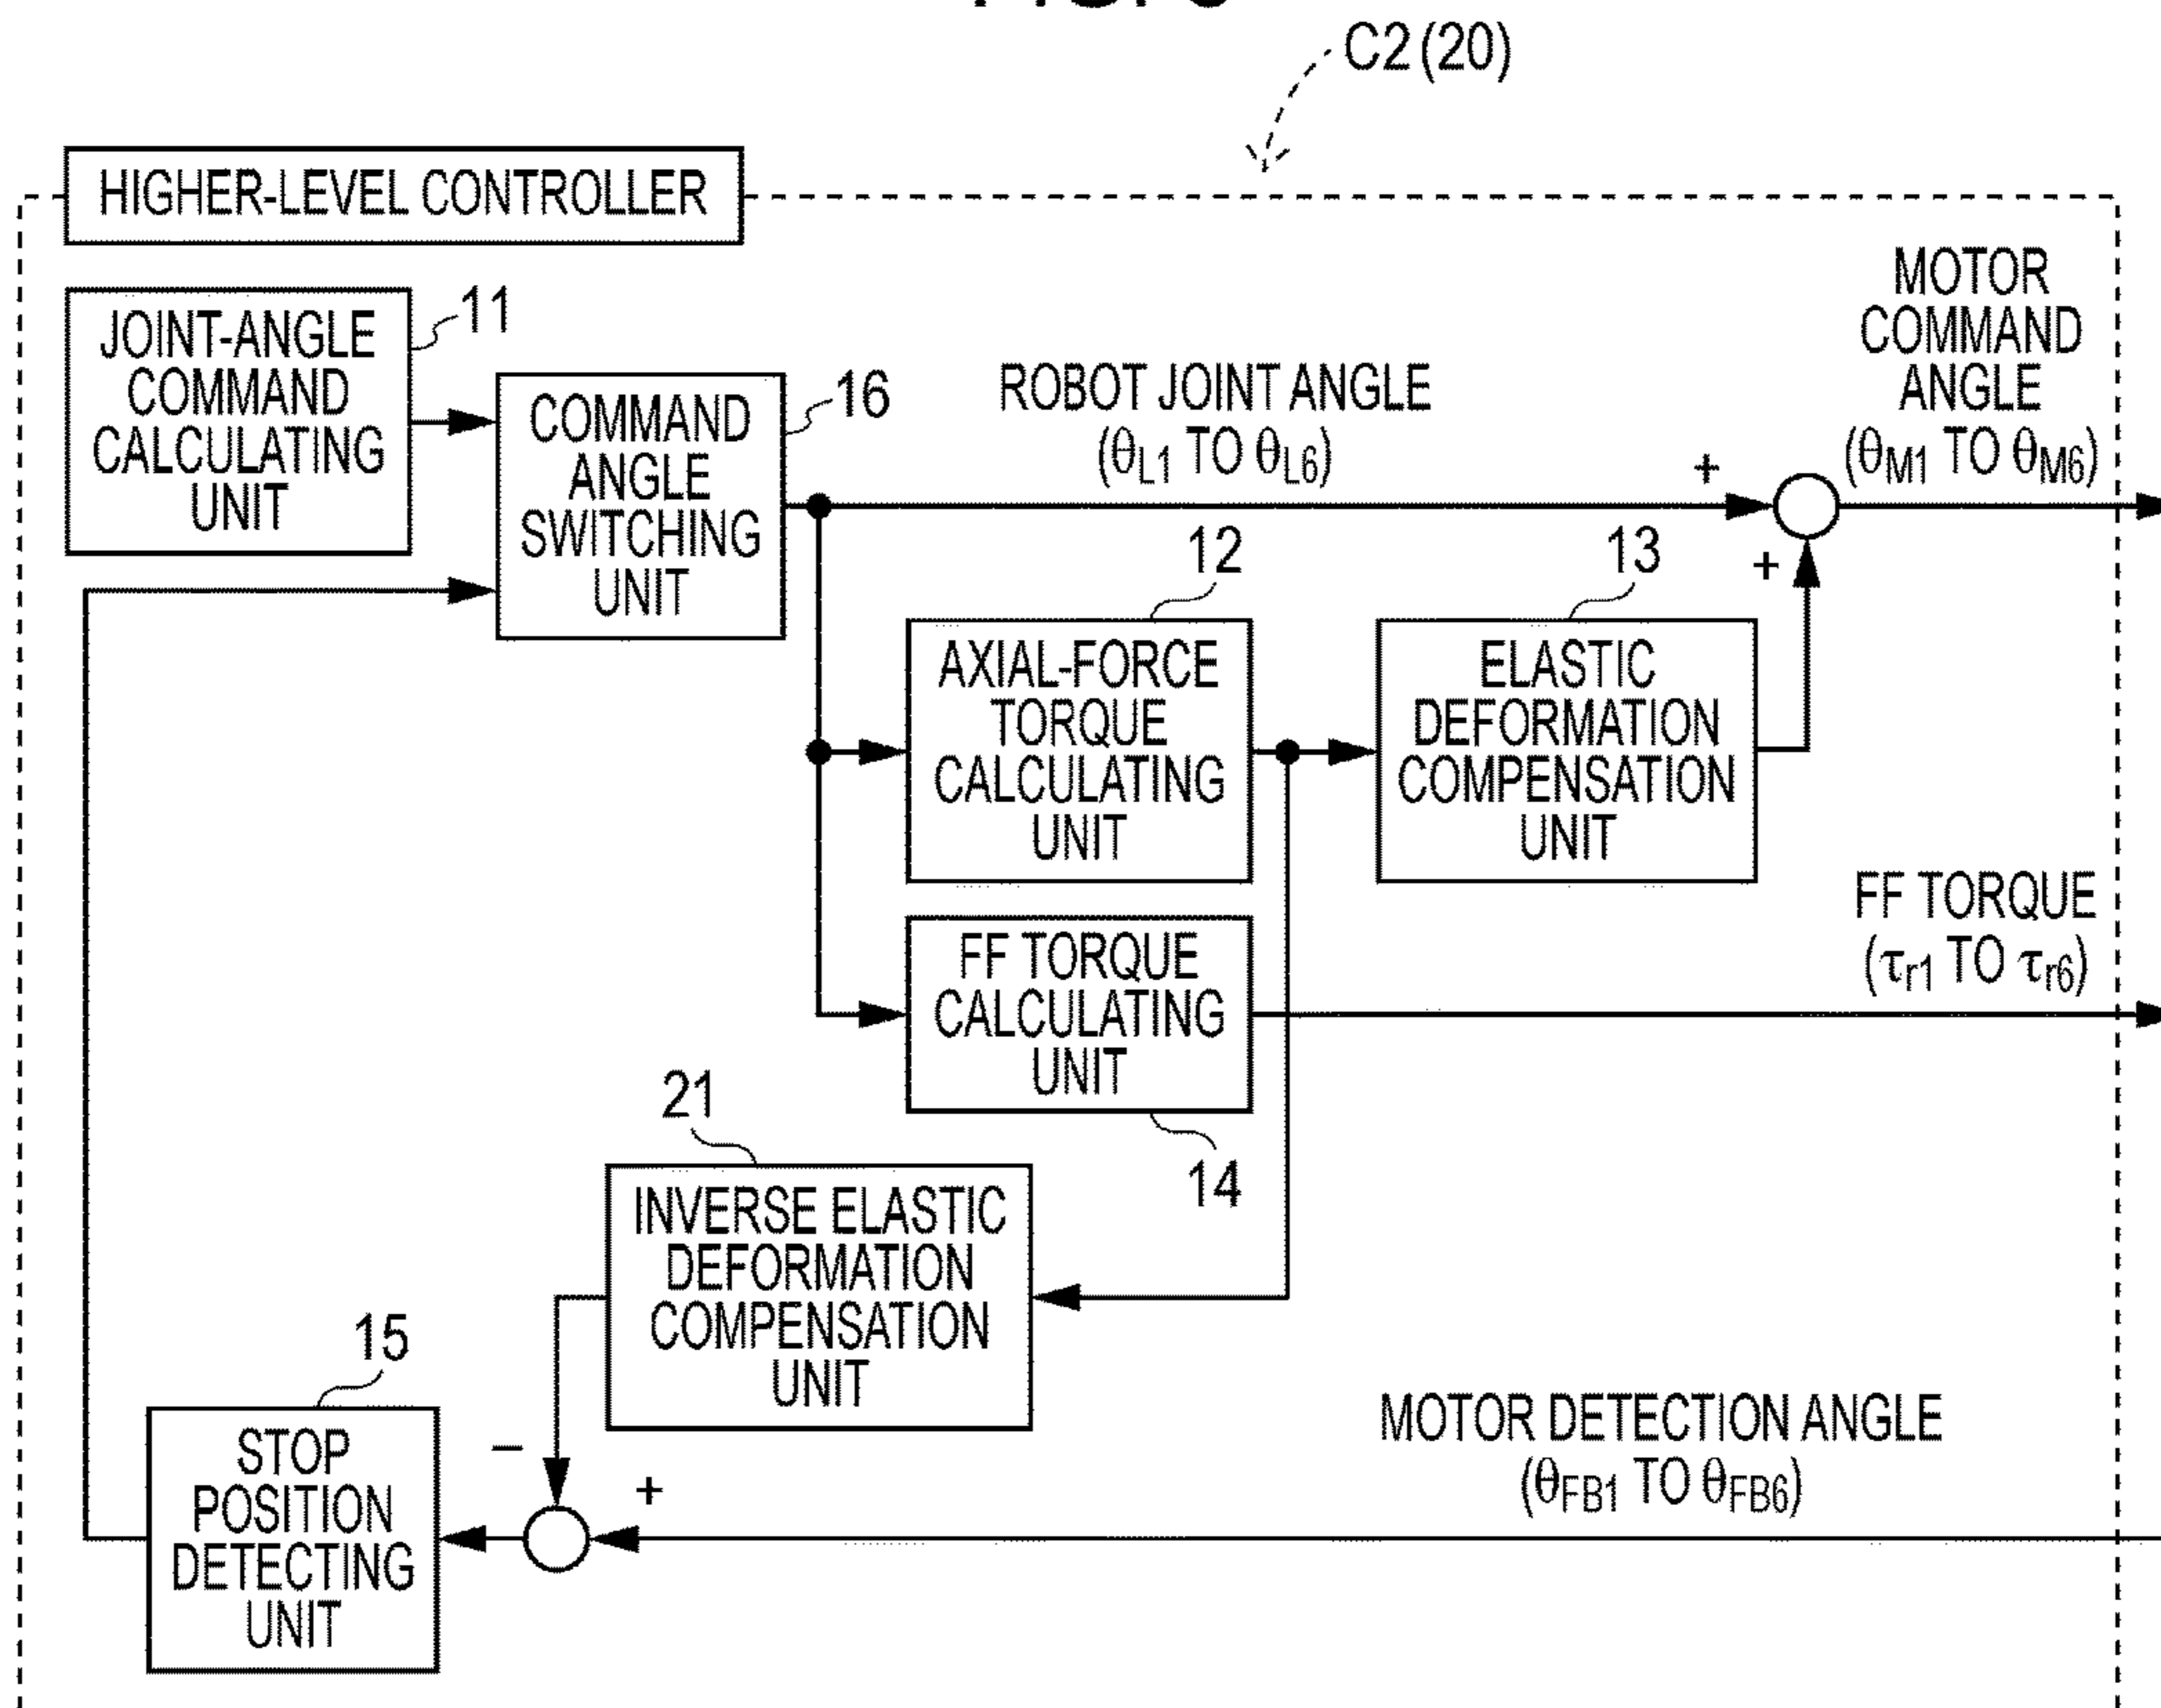 C2 (20)
HIGHER-LEVEL CONTROLLER
JOINT-ANGLE
COMMAND
CALCULATING
UNIT
11
COMMAND
ANGLE
SWITCHING
UNIT
16
ROBOT JOINT ANGLE
(θL1 TO θL6)
MOTOR
COMMAND
ANGLE
(θM1 TO θM6)
+
+
12
AXIAL-FORCE
TORQUE
CALCULATING
UNIT
13
ELASTIC
DEFORMATION
COMPENSATION
UNIT
FF TORQUE
(τr1 TO τr6)
FF TORQUE
CALCULATING
UNIT
14
21
INVERSE ELASTIC
DEFORMATION
COMPENSATION
UNIT
15
STOP
POSITION
DETECTING
UNIT
−
+
MOTOR DETECTION ANGLE
(θFB1 TO θFB6)